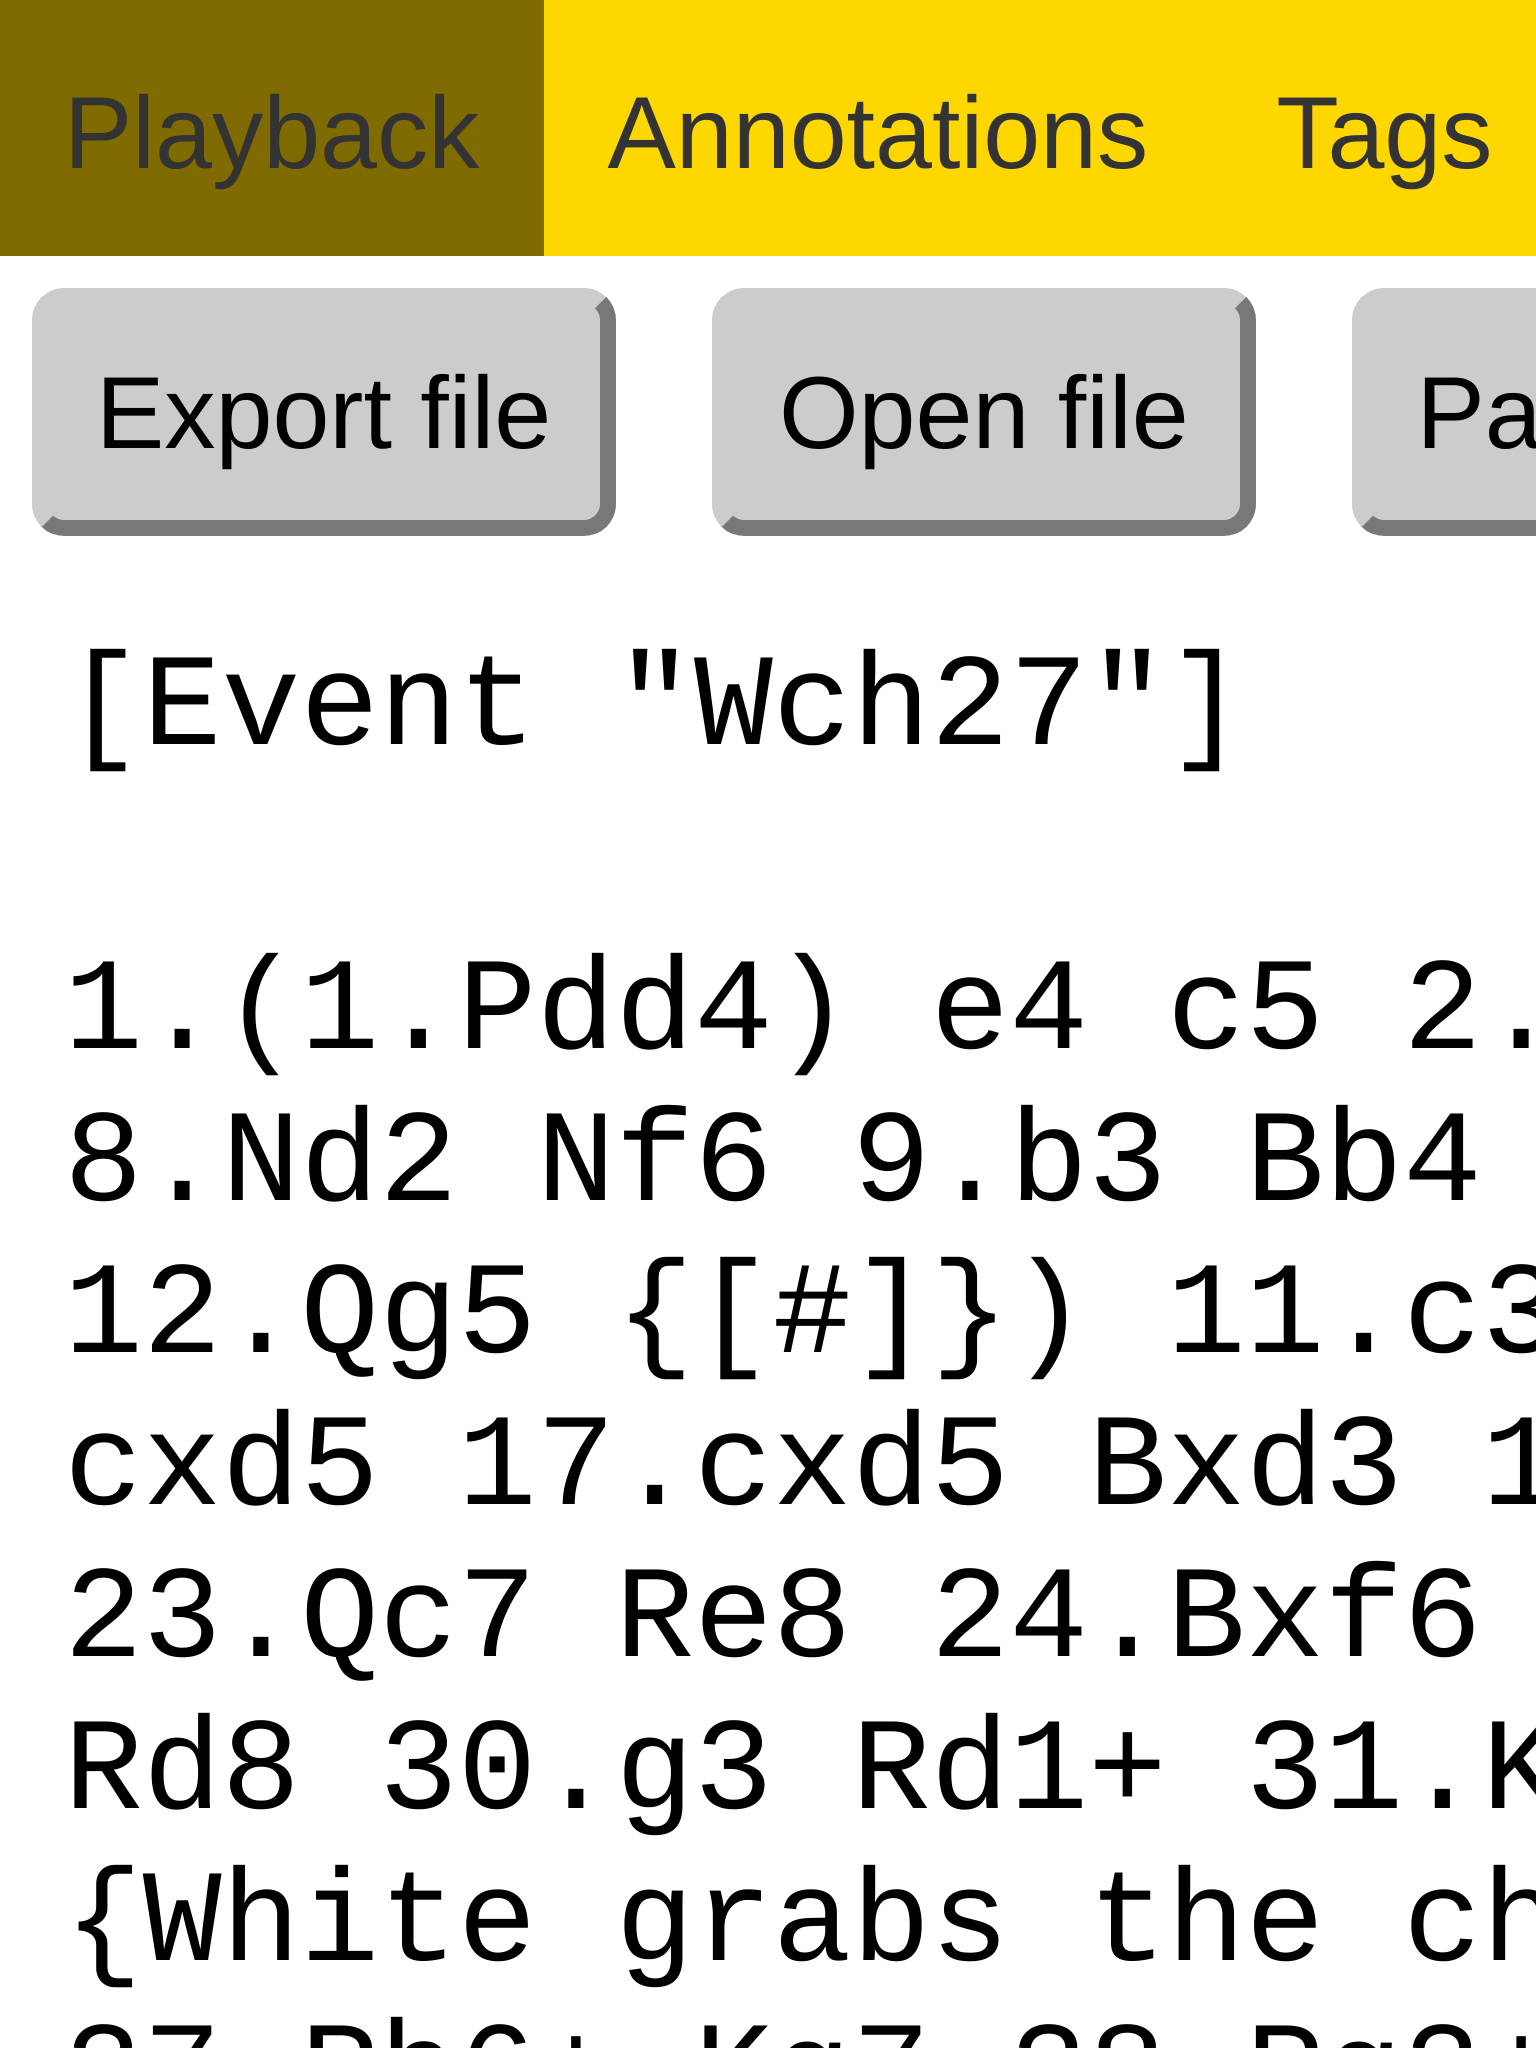 Playback Annotations Tags
Export file Open file
[Event "Wch27"]
1.(1.Pdd4) e4 c5 2.
8.Nd2 Nf6 9.b3 Bb4
12.Qg5 {[#]}) 11.c3
cxd5 17.cxd5 Bxd3 1
23.Qc7 Re8 24.Bxf6
Rd8 30.g3 Rd1+ 31.K
{White grabs the ch